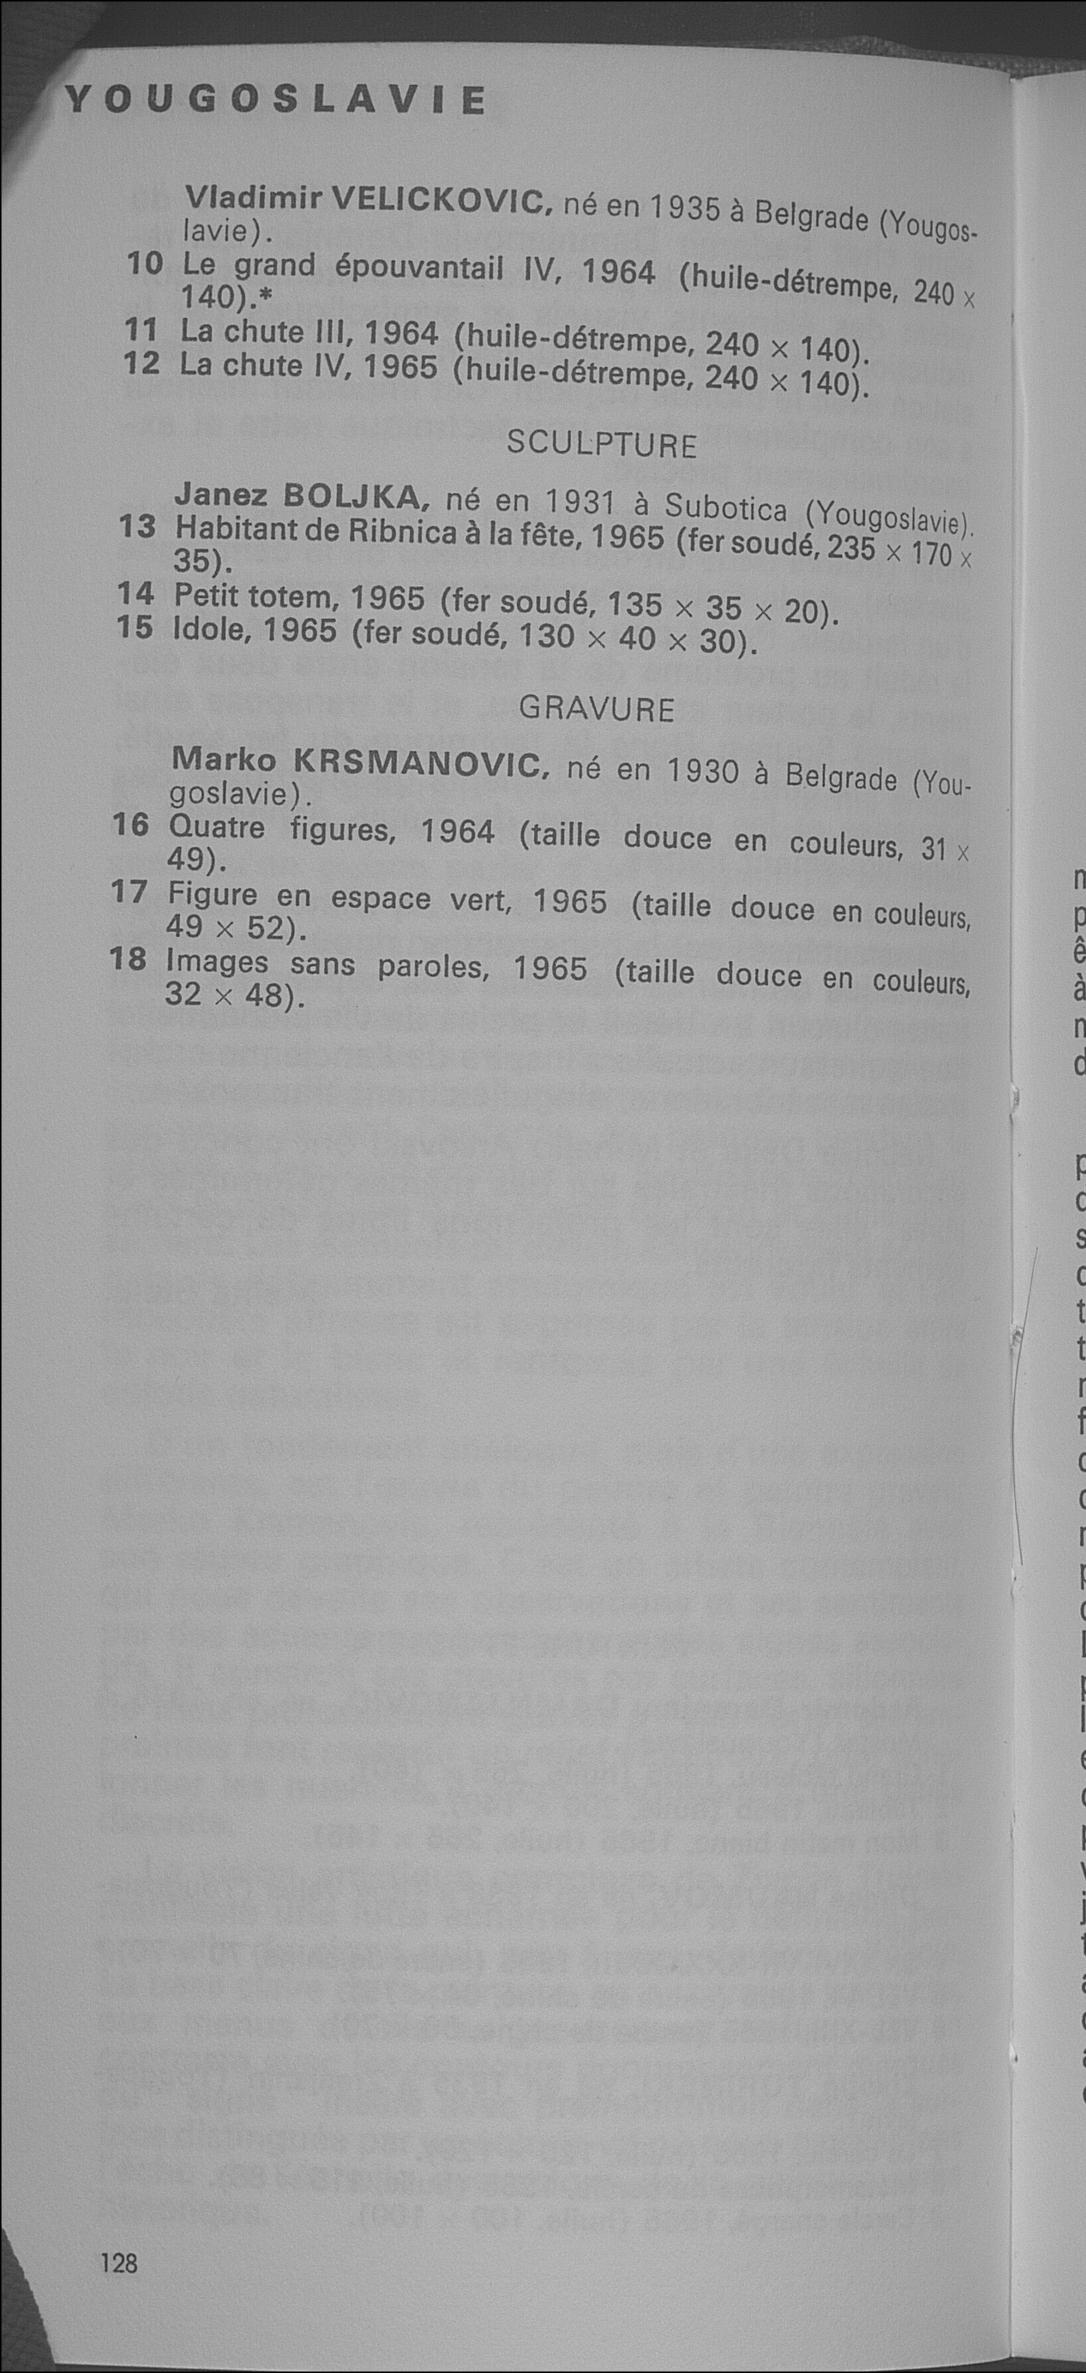 YOUGOSLAVIE
Vladimir VELICKOVIC, né en 1935 à Belgrade (Yougos-
lavie).
10 Le grand épouvantail IV, 1964 (huile-détrempe, 240 ×
140).*
11 La chute III, 1964 (huile-détrempe, 240 × 140).
12 La chute IV, 1965 (huile-détrempe, 240 × 140).
SCULPTURE
Janez BOLJKA, né en 1931 à Subotica (Yougoslavie).
13 Habitant de Ribnica à la fête, 1965 (fer soudé, 235 × 170 ×
35).
14 Petit totem, 1965 (fer soudé, 135 × 35 × 20).
15 Idole, 1965 (fer soudé, 130 × 40 × 30).
GRAVURE
Marko KRSMANOVIC, né en 1930 à Belgrade (You-
goslavie).
16 Quatre figures, 1964 (taille douce en couleurs, 31 ×
49).
17 Figure en espace vert, 1965 (taille douce en couleurs,
49 × 52).
18 Images sans paroles, 1965 (taille douce en couleurs,
32 × 48).
128